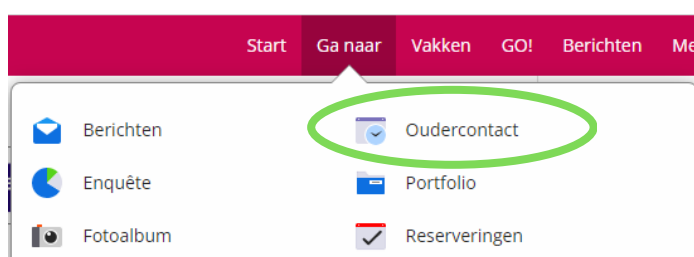 Start Ga naar Vakken GO! Berichten Me
Berichten Oudercontact
Enquête Portfolio
Fotoalbum Reserveringen